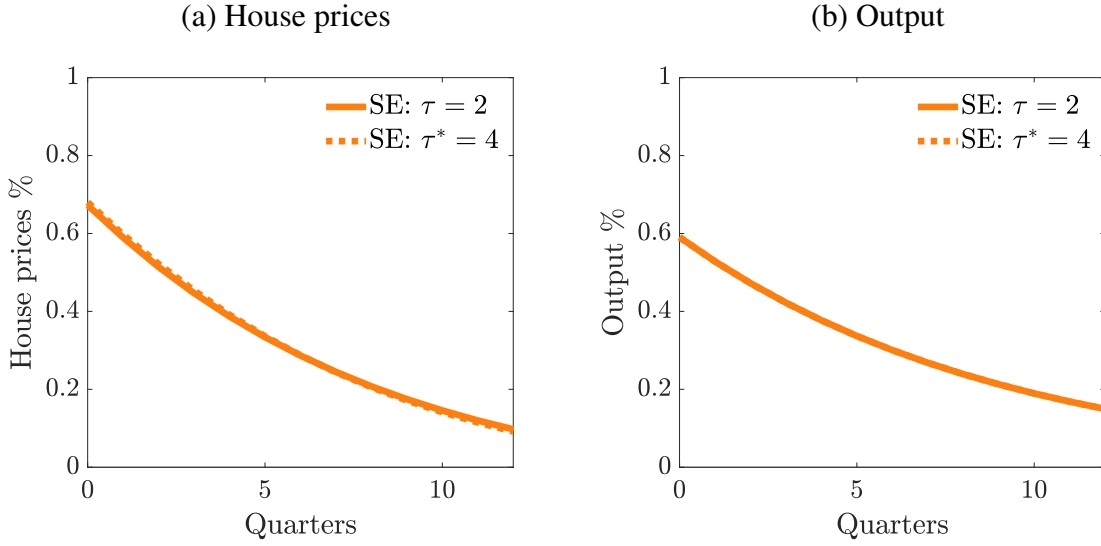 (a) House prices
1
0.8
0.6
0.4
0.2
0
0 5 10
House prices %
Quarters
SE: τ = 2
SE: τ* = 4
(b) Output
1
0.8
0.6
0.4
0.2
0
0 5 10
Output %
Quarters
SE: τ = 2
SE: τ* = 4